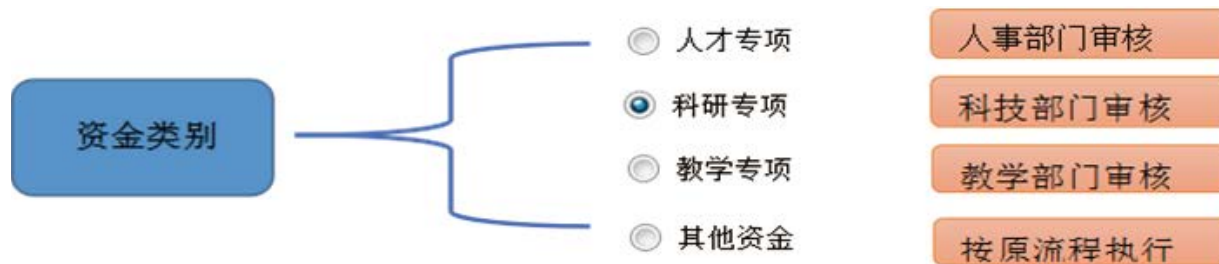 资金类别
人才专项
人事部门审核
科研专项
科技部门审核
教学专项
教学部门审核
其他资金
按原流程执行